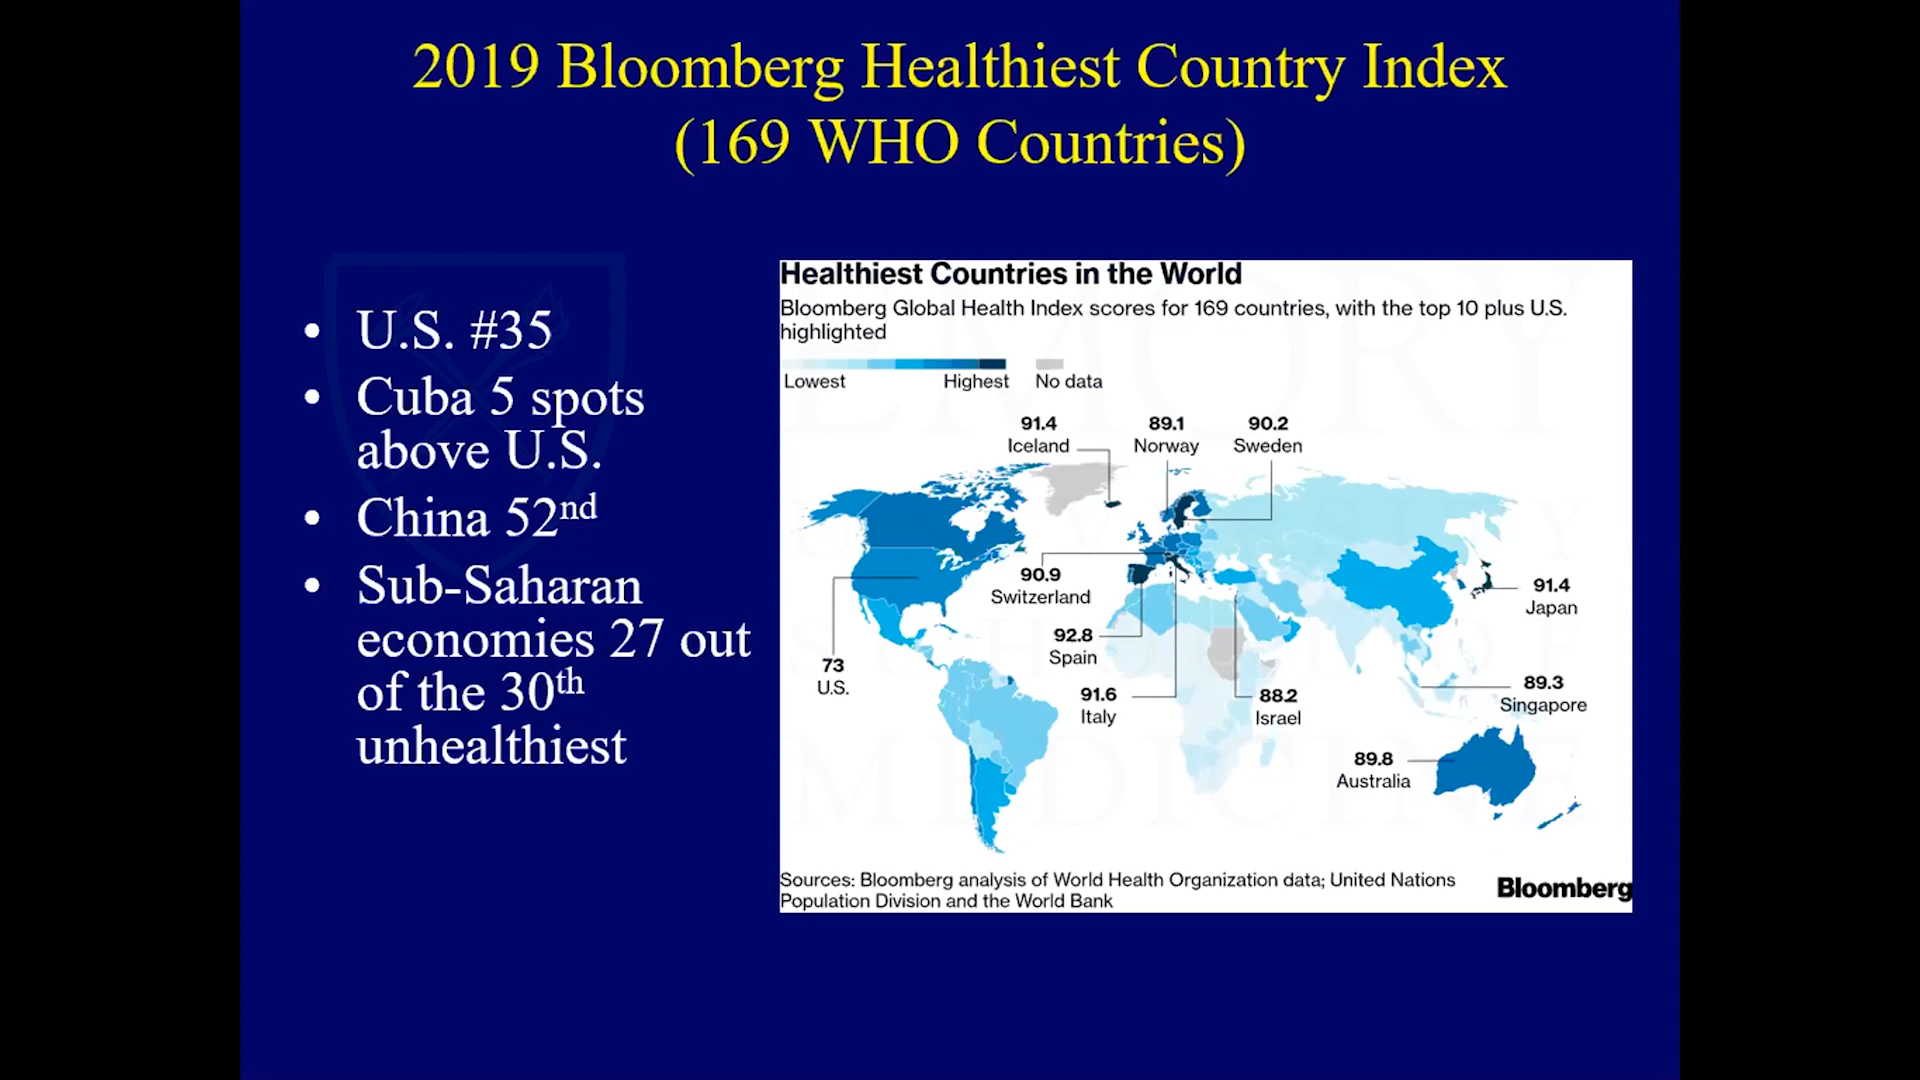 2019 Bloomberg Healthiest Country Index
(169 WHO Countries)
• U.S. #35
• Cuba 5 spots
above U.S.
• China 52nd
• Sub-Saharan
economies 27 out
of the 30th
unhealthiest
Healthiest Countries in the World
Bloomberg Global Health Index scores for 169 countries, with the top 10 plus U.S.
highlighted
Lowest Highest No data
91.4
Iceland
89.1
Norway
90.2
Sweden
90.9
Switzerland
91.4
Japan
92.8
Spain
73
U.S.
91.6
Italy
88.2
Israel
89.3
Singapore
89.8
Australia
Sources: Bloomberg analysis of World Health Organization data; United Nations
Population Division and the World Bank
Bloomberg
EMORY
UNIVERSITY
SCHOOL OF
MEDICINE